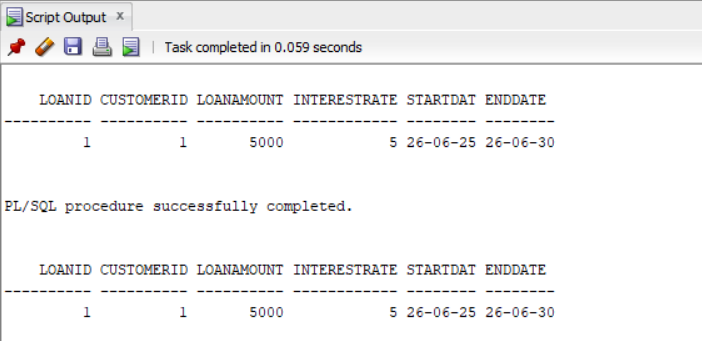 Script Output x
Task completed in 0.059 seconds
LOANID CUSTOMERID LOANAMOUNT INTERESTRATE STARTDAT ENDDATE
---------- ---------- ---------- ------------ -------- --------
1 1 5000 5 26-06-25 26-06-30
PL/SQL procedure successfully completed.
LOANID CUSTOMERID LOANAMOUNT INTERESTRATE STARTDAT ENDDATE
---------- ---------- ---------- ------------ -------- --------
1 1 5000 5 26-06-25 26-06-30